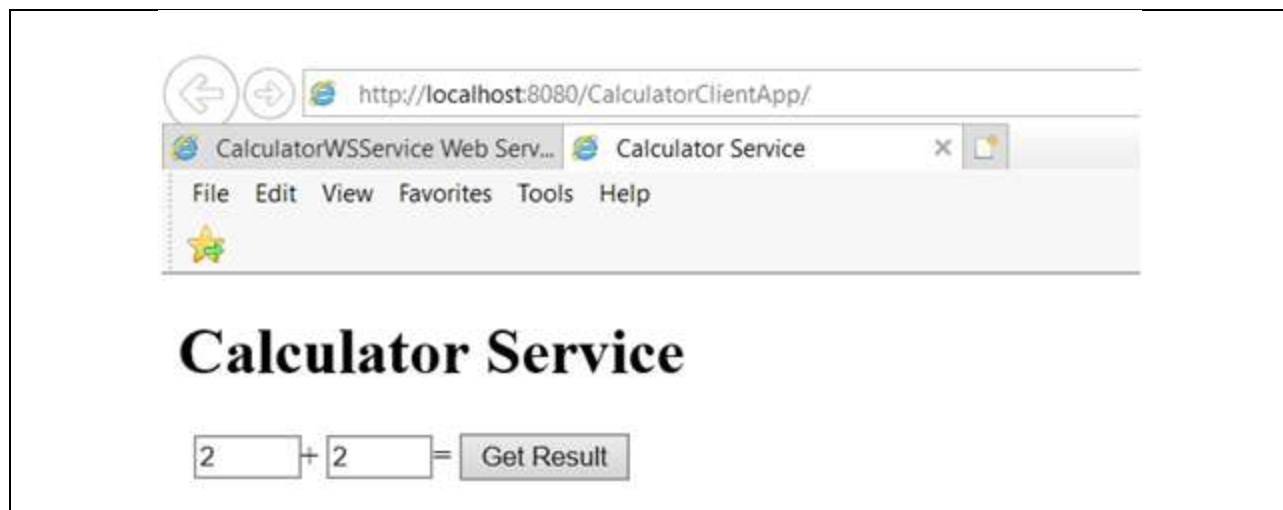 http://localhost:8080/CalculatorClientApp/
CalculatorWSService Web Serv... Calculator Service
File Edit View Favorites Tools Help
Calculator Service
2 + 2 = Get Result